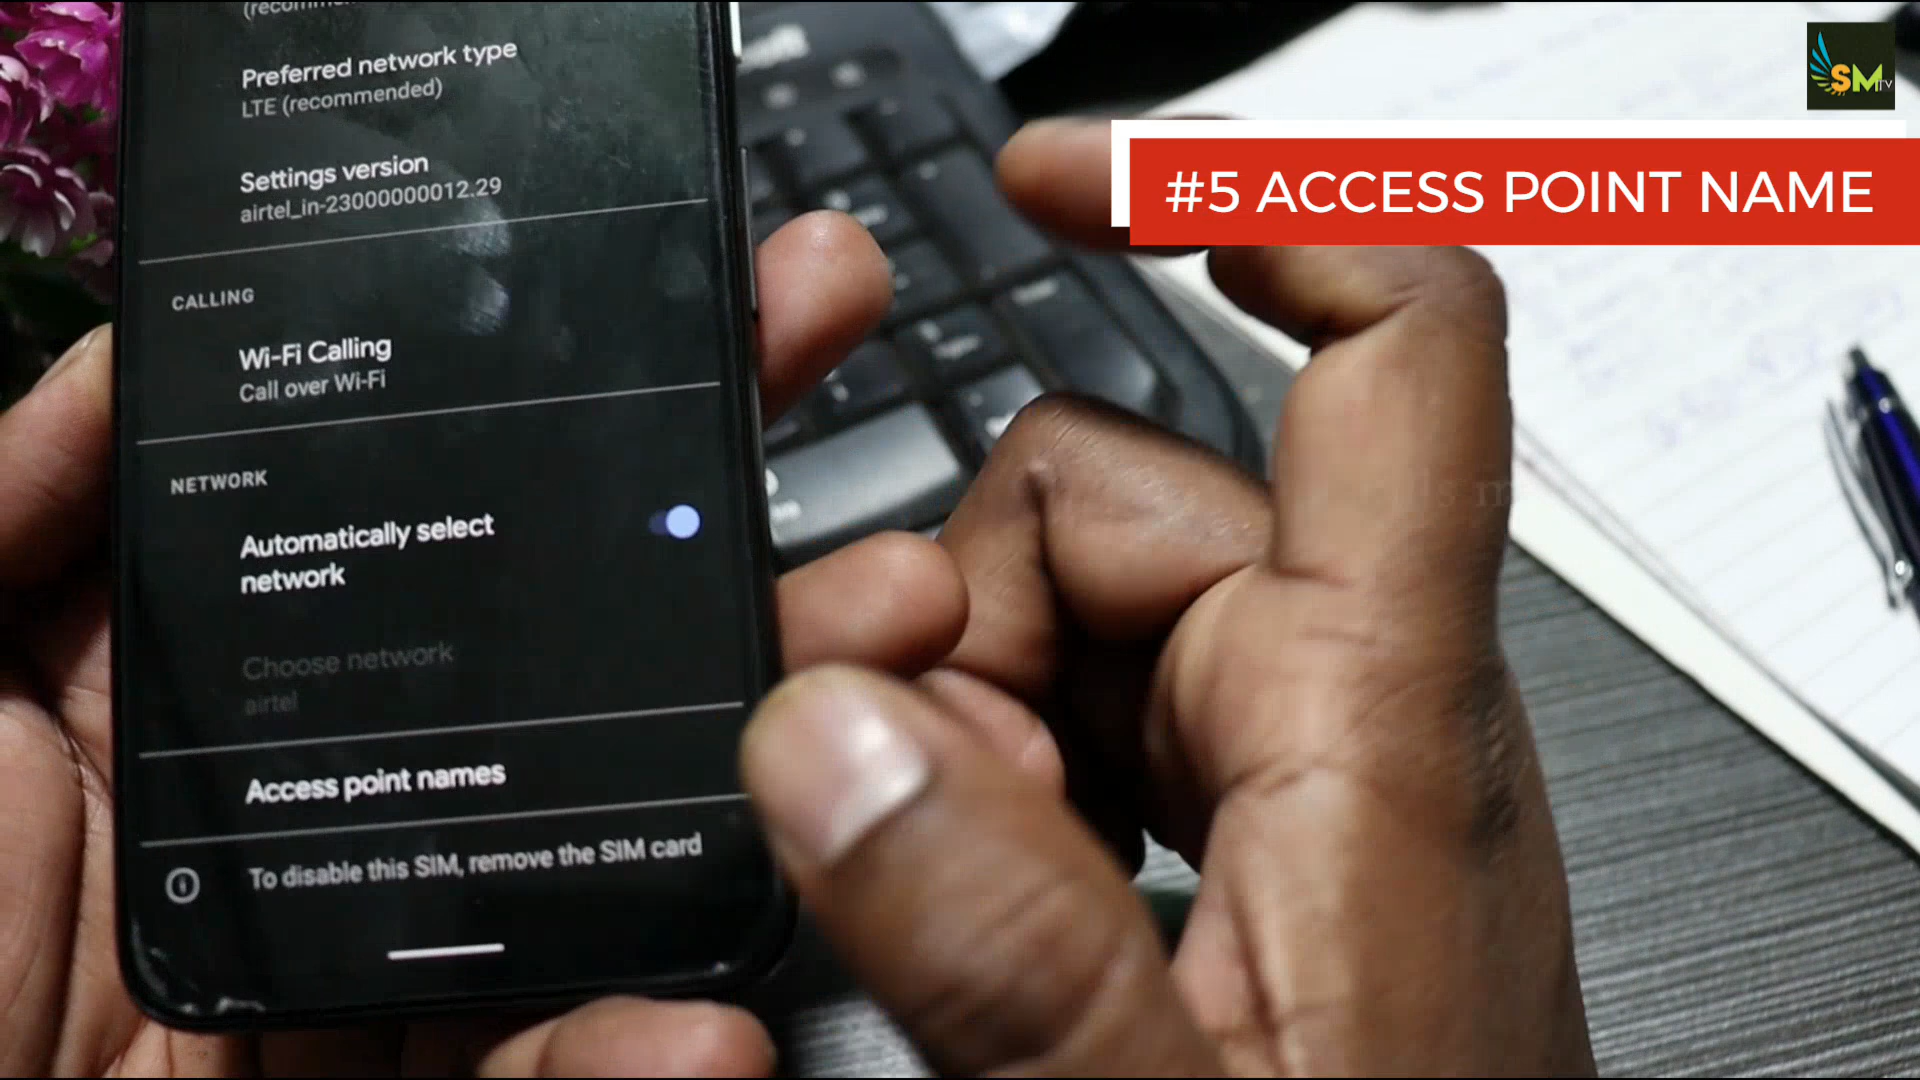 Preferred network type
LTE (recommended)
Settings version
airtel_in-23000000012.29
CALLING
Wi-Fi Calling
Call over Wi-Fi
NETWORK
Automatically select
network
Choose network
airtel
Access point names
To disable this SIM, remove the SIM card
SMTV
#5 ACCESS POINT NAME